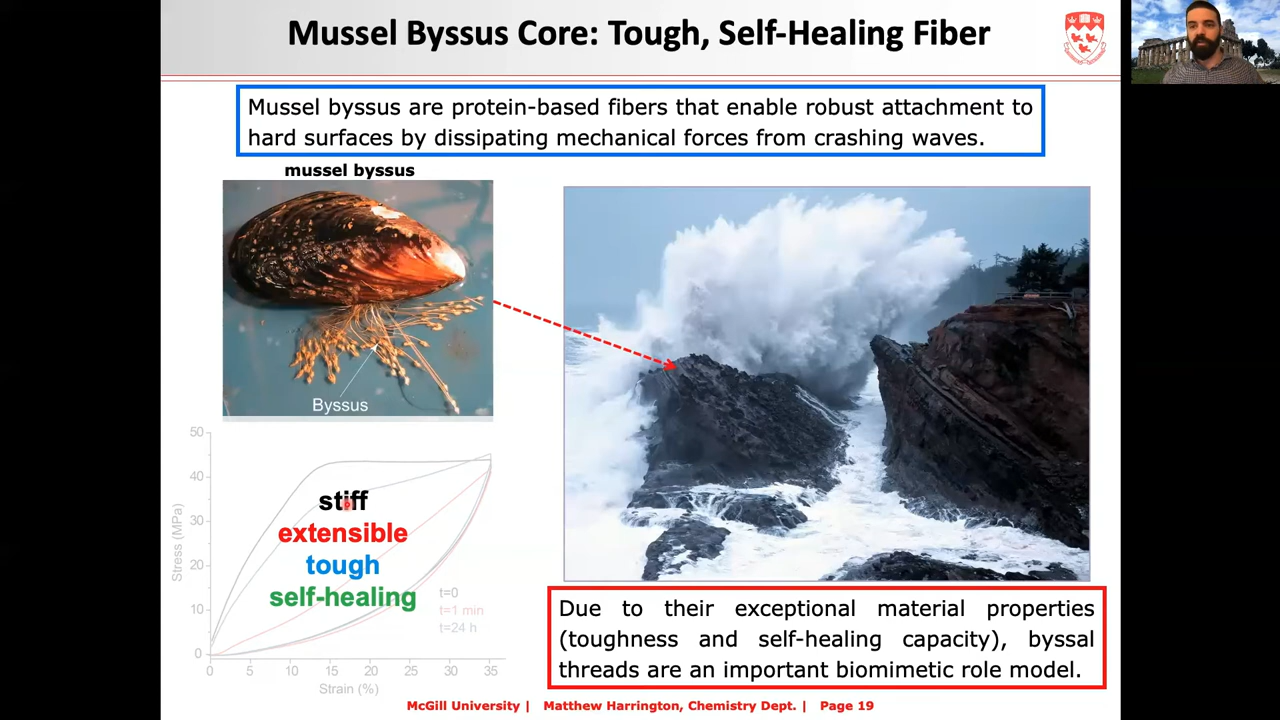 Mussel Byssus Core: Tough, Self-Healing Fiber
Mussel byssus are protein-based fibers that enable robust attachment to
hard surfaces by dissipating mechanical forces from crashing waves.
mussel byssus
Byssus
50
40
30
20
10
0
Stress (MPa)
stiff
extensible
tough
self-healing
t=0
t=1 min
t=24 h
0 5 10 15 20 25 30 35
Strain (%)
Due to their exceptional material properties
(toughness and self-healing capacity), byssal
threads are an important biomimetic role model.
McGill University | Matthew Harrington, Chemistry Dept. | Page 19